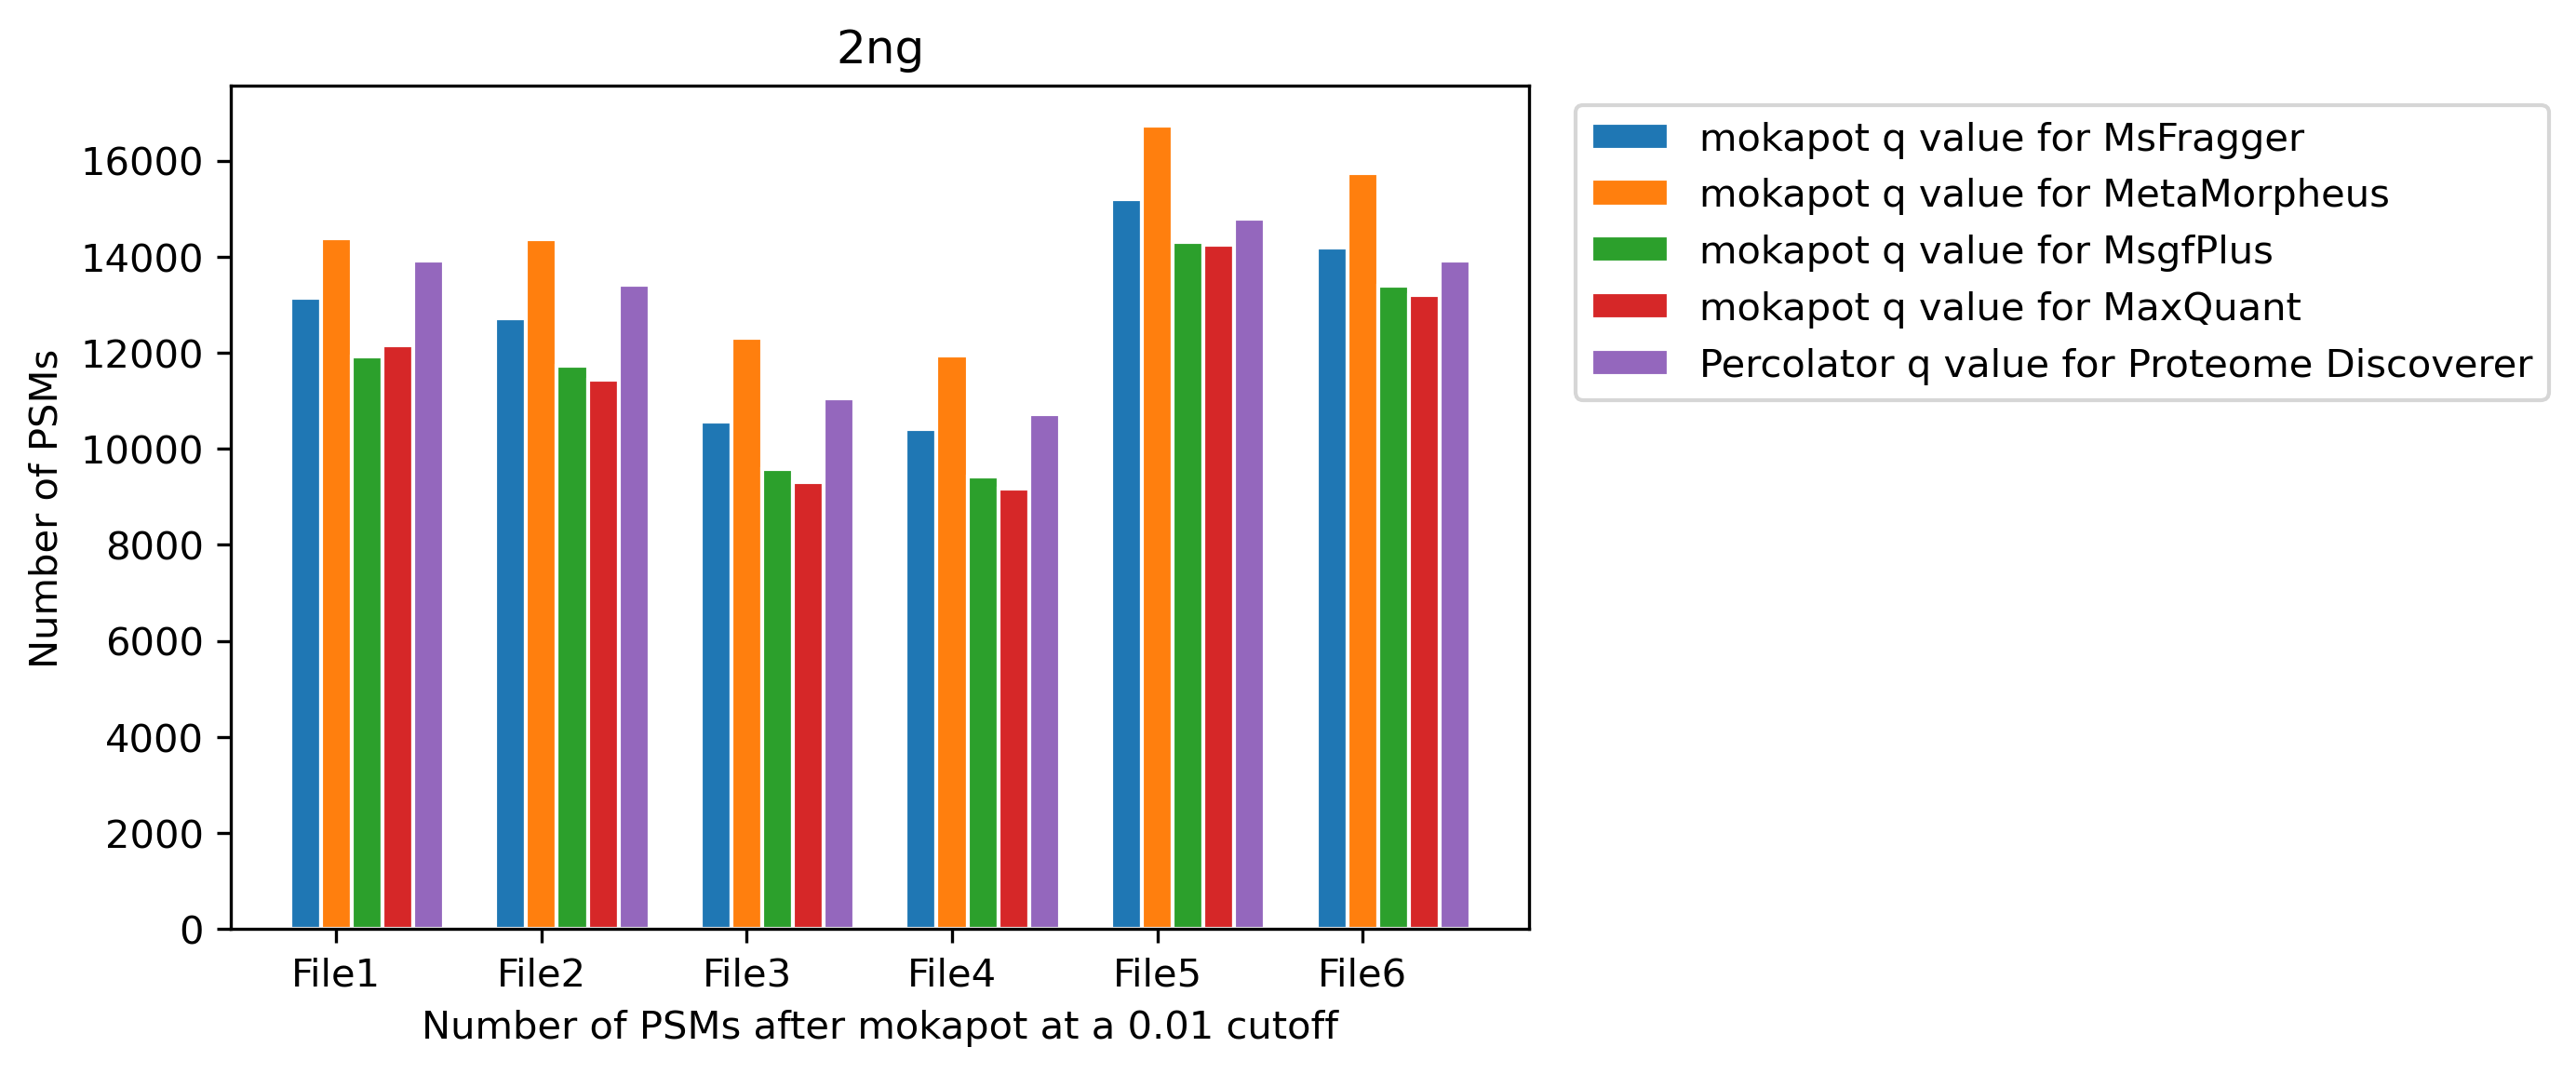 2ng
Number of PSMs
16000
14000
12000
10000
8000
6000
4000
2000
0
File1 File2 File3 File4 File5 File6
Number of PSMs after mokapot at a 0.01 cutoff
mokapot q value for MsFragger
mokapot q value for MetaMorpheus
mokapot q value for MsgfPlus
mokapot q value for MaxQuant
Percolator q value for Proteome Discoverer